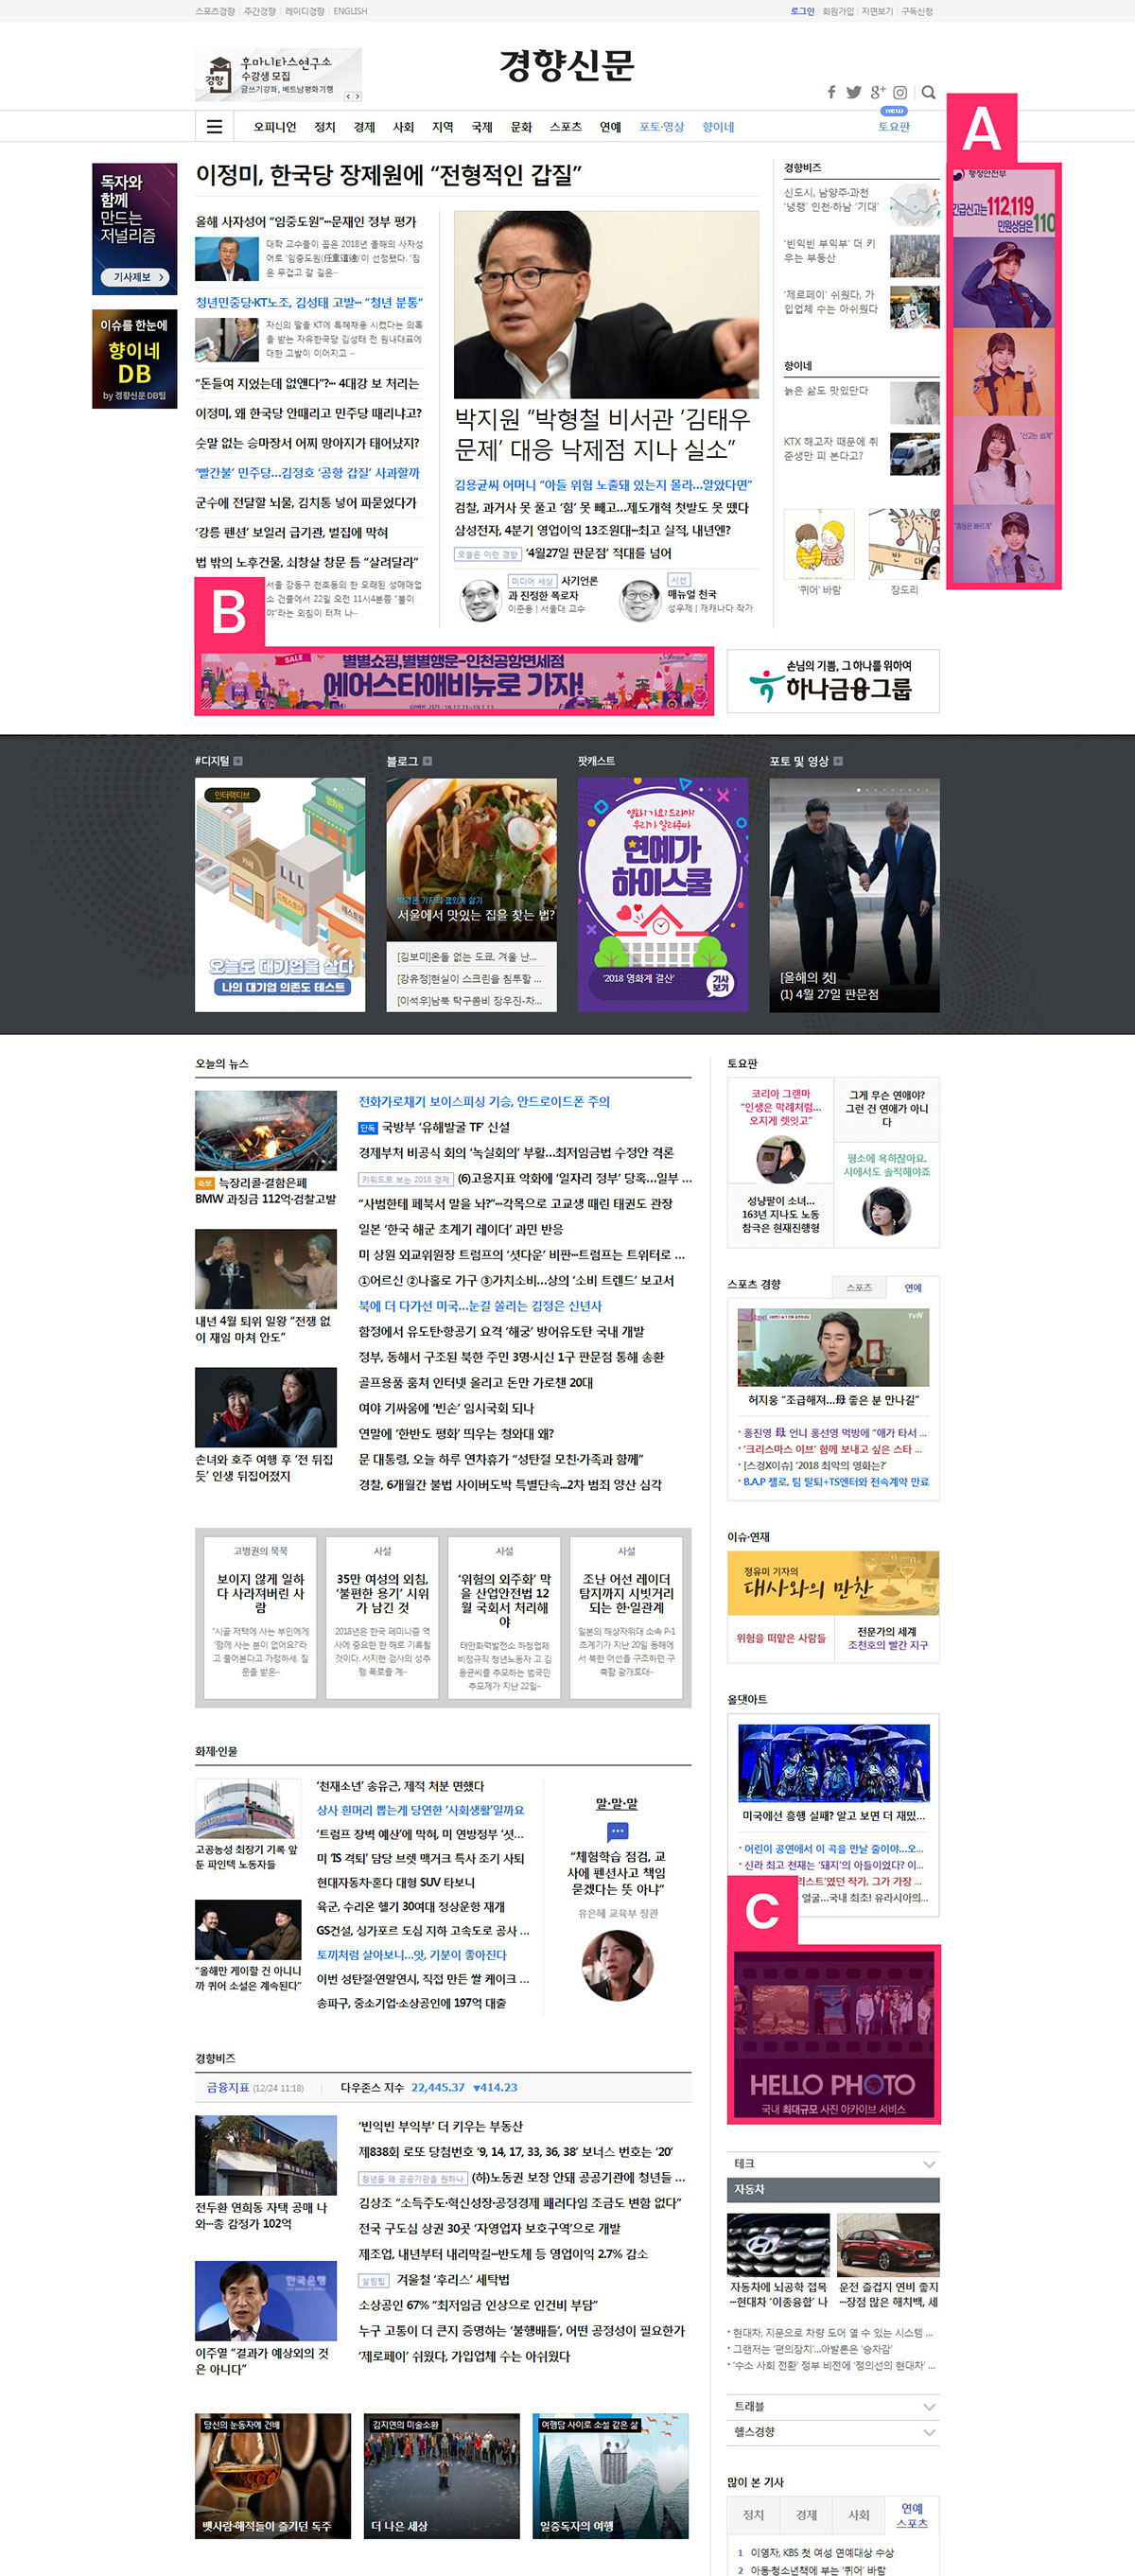 스포츠경향 주간경향 레이디경향 ENGLISH
로그인 회원가입 지면보기 구독신청
경향
후마니타스연구소
수강생 모집
글쓰기강좌, 베트남평화기행
경향신문
NEW
오피니언 정치 경제 사회 지역 국제 문화 스포츠 연예 포토·영상 향이네 토요판
A
독자와
함께
만드는
저널리즘
기사제보
이슈를 한눈에
향이네
DB
by 경향신문 DB팀
이정미, 한국당 장제원에 “전형적인 갑질”
올해 사자성어 “임중도원”…문재인 정부 평가
대학 교수들이 꼽은 2018년 올해의 사자성
어로 ‘임중도원(任重道遠)’이 선정됐다. ‘짐
은 무겁고 갈 길은…
청년민중당·KT노조, 김성태 고발… “청년 분통”
자신의 딸을 KT에 특혜채용 시켰다는 의혹
을 받는 자유한국당 김성태 전 원내대표에
대한 고발이 이어지고 …
“돈들여 지었는데 없앤다”?… 4대강 보 처리는
이정미, 왜 한국당 안때리고 민주당 때리냐고?
숫말 없는 승마장서 어찌 망아지가 태어났지?
‘빨간불’ 민주당…김정호 ‘공항 갑질’ 사과할까
군수에 전달할 뇌물, 김치통 넣어 파묻었다가
‘강릉 펜션’ 보일러 급기관, 벌집에 막혀
법 밖의 노후건물, 쇠창살 창문 틈 “살려달라”
서울 강동구 천호동의 한 오래된 성매매업
소 건물에서 22일 오전 11시4분쯤 “불이
야”라는 외침이 터져 나…
박지원 “박형철 비서관 ‘김태우
문제’ 대응 낙제점 지나 실소”
김용균씨 어머니 “아들 위험 노출돼 있는지 몰라…알았다면”
검찰, 과거사 못 풀고 ‘힘’ 못 빼고…제도개혁 첫발도 못 뗐다
삼성전자, 4분기 영업이익 13조원대…최고 실적, 내년엔?
오늘은 이런 경향 ‘4월27일 판문점’ 적대를 넘어
미디어 세상 사기언론
과 진정한 폭로자
이준웅 | 서울대 교수
시선
매뉴얼 천국
성우제 | 재캐나다 작가
경향비즈
신도시, 남양주·과천
‘냉랭’ 인천·하남 ‘기대’
‘빈익빈 부익부’ 더 키
우는 부동산
‘제로페이’ 쉬웠다, 가
입업체 수는 아쉬웠다
향이네
늙은 삶도 맛있단다
KTX 해고자 때문에 취
준생만 피 본다고?
반 대
‘퀴어’ 바람
장도리
행정안전부
긴급신고는 112,119
민원상담은 110
“신고는 쉽게”
“출동은 빠르게”
B
SALE
별별쇼핑,별별행운-인천공항면세점
에어스타애비뉴로 가자!
손님의 기쁨, 그 하나를 위하여
하나금융그룹
#디지털
블로그
팟캐스트
포토 및 영상
인터랙티브
영화관
카페
드럭스토어
레스토랑
오늘도 대기업을 살다
나의 대기업 의존도 테스트
서울에서 맛있는 집을 찾는 법?
[김보미]온돌 없는 도쿄, 겨울 난...
[강유정]현실이 스크린을 침투할 ...
[이석우]남북 탁구콤비 장우진-차...
영화! 가요! 드라마!
우리가 알려주마
연예가
하이스쿨
‘2018 영화계 결산’
기사
보기
[올해의 컷]
(1) 4월 27일 판문점
오늘의 뉴스
속보 늑장리콜·결함은폐
BMW 과징금 112억·검찰고발
내년 4월 퇴위 일왕 “전쟁 없
이 재임 마쳐 안도”
손녀와 호주 여행 후 ‘전 뒤집
듯’ 인생 뒤집어졌지
전화가로채기 보이스피싱 기승, 안드로이드폰 주의
단독 국방부 ‘유해발굴 TF’ 신설
경제부처 비공식 회의 ‘녹실회의’ 부활…최저임금법 수정안 격론
키워드로 보는 2018 경제 (6)고용지표 악화에 ‘일자리 정부’ 당혹…일부 ...
“사범한테 페북서 말을 놔?”…각목으로 고교생 때린 태권도 관장
일본 ‘한국 해군 초계기 레이더’ 과민 반응
미 상원 외교위원장 트럼프의 ‘셧다운’ 비판…트럼프는 트위터로 ...
①어르신 ②나홀로 가구 ③가치소비…상의 ‘소비 트렌드’ 보고서
북에 더 다가선 미국…눈길 쏠리는 김정은 신년사
함정에서 유도탄·항공기 요격 ‘해궁’ 방어유도탄 국내 개발
정부, 동해서 구조된 북한 주민 3명·시신 1구 판문점 통해 송환
골프용품 훔쳐 인터넷 올리고 돈만 가로챈 20대
여야 기싸움에 ‘빈손’ 임시국회 되나
연말에 ‘한반도 평화’ 띄우는 청와대 왜?
문 대통령, 오늘 하루 연차휴가 “성탄절 모친·가족과 함께”
경찰, 6개월간 불법 사이버도박 특별단속…2차 범죄 양산 심각
고병권의 묵묵
보이지 않게 일하
다 사라져버린 사
람
“시골 저택에 사는 부인에게
‘함께 사는 분이 없어요?’라
고 물어본다고 가정하세. 질
문을 받은…
사설
35만 여성의 외침,
‘불편한 용기’ 시위
가 남긴 것
2018년은 한국 페미니즘 역
사에 중요한 한 해로 기록될
것이다. 서지현 검사의 성추
행 폭로를 계…
사설
‘위험의 외주화’ 막
을 산업안전법 12
월 국회서 처리해
야
태안화력발전소 하청업체
비정규직 청년노동자 고 김
용균씨를 추모하는 범국민
추모제가 지난 22일…
사설
조난 어선 레이더
탐지까지 시빗거리
되는 한·일관계
일본의 해상자위대 소속 P-1
초계기가 지난 20일 동해에
서 북한 어선을 구조하던 구
축함 광개토대…
토요판
코리아 그랜마
“인생은 막례처럼…
오지게 렛잇고”
그게 무슨 연애야?
그런 건 연애가 아니
다
평소에 욕하잖아요,
시에서도 솔직해야죠
성냥팔이 소녀…
163년 지나도 노동
참극은 현재진행형
스포츠 경향
스포츠 연예
tvN
허지웅 “조급해져…母 좋은 분 만나길”
홍진영 母 언니 홍선영 먹방에 “애가 타서 ...
‘크리스마스 이브’ 함께 보내고 싶은 스타 ...
[스경X이슈] ‘2018 최악의 영화는?’
B.A.P 젤로, 팀 탈퇴+TS엔터와 전속계약 만료
이슈·연재
정유미 기자의
대사와의 만찬
위험을 떠맡은 사람들
전문가의 세계
조천호의 빨간 지구
올댓아트
미국에선 흥행 실패? 알고 보면 더 재밌...
어린이 공연에서 이 곡을 만날 줄이야…오...
신라 최고 천재는 ‘돼지’의 아들이었다? 이...
리스트’였던 작가, 그가 가장 ...
얼굴…국내 최초! 유라시아의...
C
HELLO PHOTO
국내 최대규모 사진 아카이브 서비스
화제·인물
고공농성 최장기 기록 앞
둔 파인텍 노동자들
“올해만 게이할 건 아니니
까 퀴어 소설은 계속된다”
‘천재소년’ 송유근, 제적 처분 면했다
상사 흰머리 뽑는게 당연한 ‘사회생활’일까요
‘트럼프 장벽 예산’에 막혀, 미 연방정부 ‘셧...
미 ‘IS 격퇴’ 담당 브렛 맥거크 특사 조기 사퇴
현대자동차·혼다 대형 SUV 타보니
육군, 수리온 헬기 30여대 정상운항 재개
GS건설, 싱가포르 도심 지하 고속도로 공사 ...
토끼처럼 살아보니…앗, 기분이 좋아진다
이번 성탄절·연말연시, 직접 만든 쌀 케이크 ...
송파구, 중소기업·소상공인에 197억 대출
말·말·말
“체험학습 점검, 교
사에 펜션사고 책임
묻겠다는 뜻 아냐”
유은혜 교육부 장관
경향비즈
금융지표 (12/24 11:18) 다우존스 지수 22,445.37 ▼414.23
전두환 연희동 자택 공매 나
와…총 감정가 102억
한국은행
이주열 “결과가 예상외의 것
은 아니다”
‘빈익빈 부익부’ 더 키우는 부동산
제838회 로또 당첨번호 ‘9, 14, 17, 33, 36, 38’ 보너스 번호는 ‘20’
청년들 왜 공공기관을 원하나 (하)노동권 보장 안돼 공공기관에 청년들 ...
김상조 “소득주도·혁신성장·공정경제 패러다임 조금도 변함 없다”
전국 구도심 상권 30곳 ‘자영업자 보호구역’으로 개발
제조업, 내년부터 내리막길…반도체 등 영업이익 2.7% 감소
살림팁 겨울철 ‘후리스’ 세탁법
소상공인 67% “최저임금 인상으로 인건비 부담”
누구 고통이 더 큰지 증명하는 ‘불행배틀’, 어떤 공정성이 필요한가
‘제로페이’ 쉬웠다, 가입업체 수는 아쉬웠다
당신의 눈동자에 건배
뱃사람·해적들이 즐기던 독주
김지연의 미술소환
더 나은 세상
여행담 사이로 소설 같은 삶
일중독자의 여행
테크
자동차
자동차에 뇌공학 접목
…현대차 ‘이종융합’ 나
운전 즐겁지 연비 좋지
…장점 많은 해치백, 세
현대차, 지문으로 차량 도어 열 수 있는 시스템 ...
그랜저는 ‘편의장치’…아발론은 ‘승차감’
‘수소 사회 전환’ 정부 비전에 ‘정의선의 현대차’ ...
트래블
헬스경향
많이 본 기사
정치 경제 사회 연예
스포츠
1 이영자, KBS 첫 여성 연예대상 수상
2 아동·청소년책에 부는 ‘퀴어’ 바람